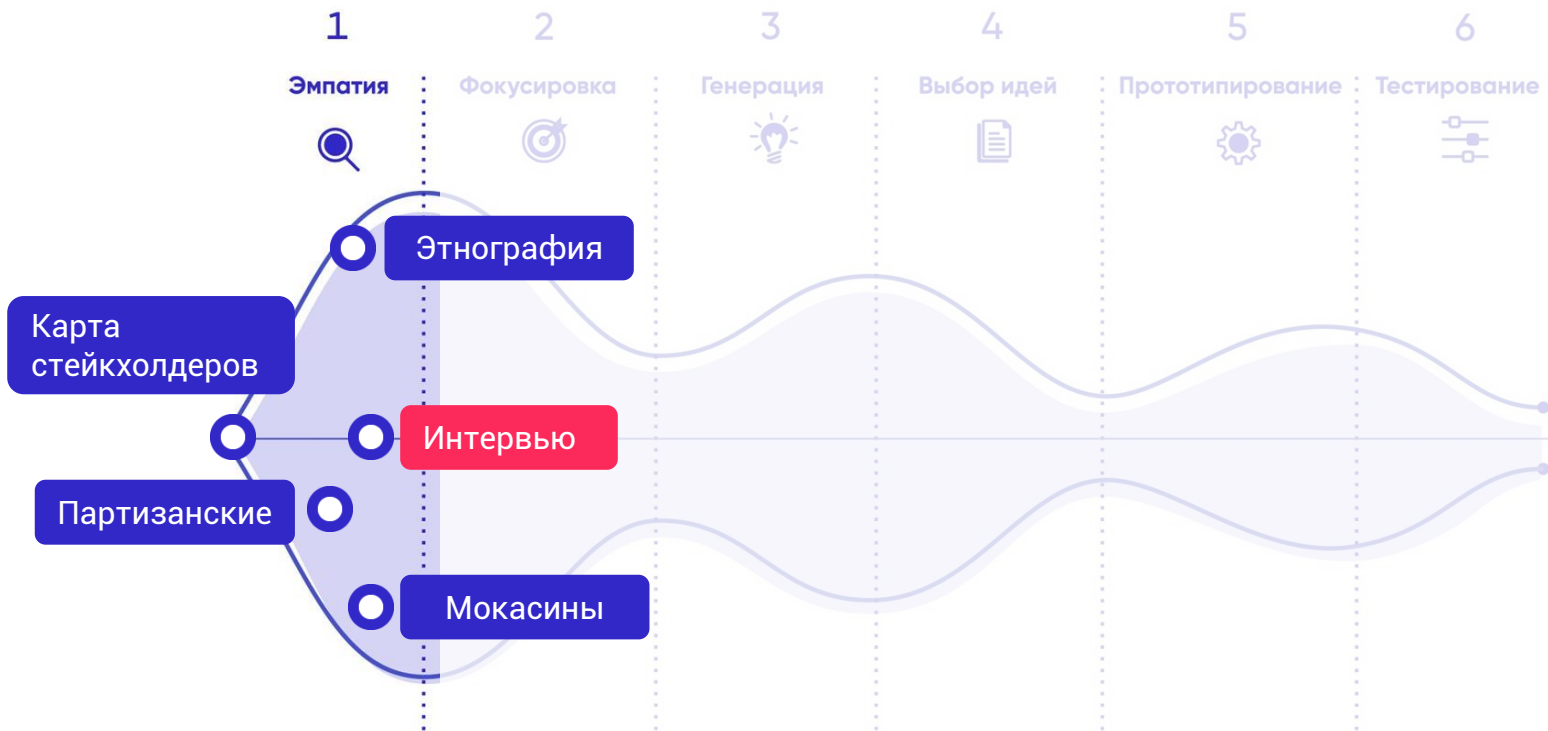 1
2
3
4
5
6
Эмпатия
Фокусировка
Генерация
Выбор идей
Прототипирование
Тестирование
Этнография
Карта
стейкхолдеров
Интервью
Партизанские
Мокасины